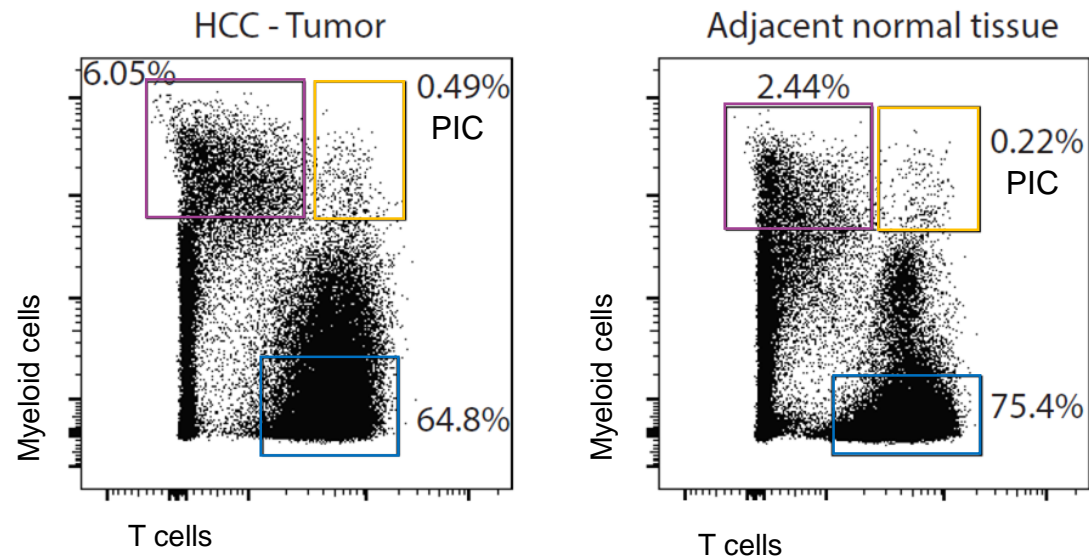 HCC - Tumor
6.05%
0.49%
PIC
64.8%
Myeloid cells
T cells
Adjacent normal tissue
2.44%
0.22%
PIC
75.4%
Myeloid cells
T cells